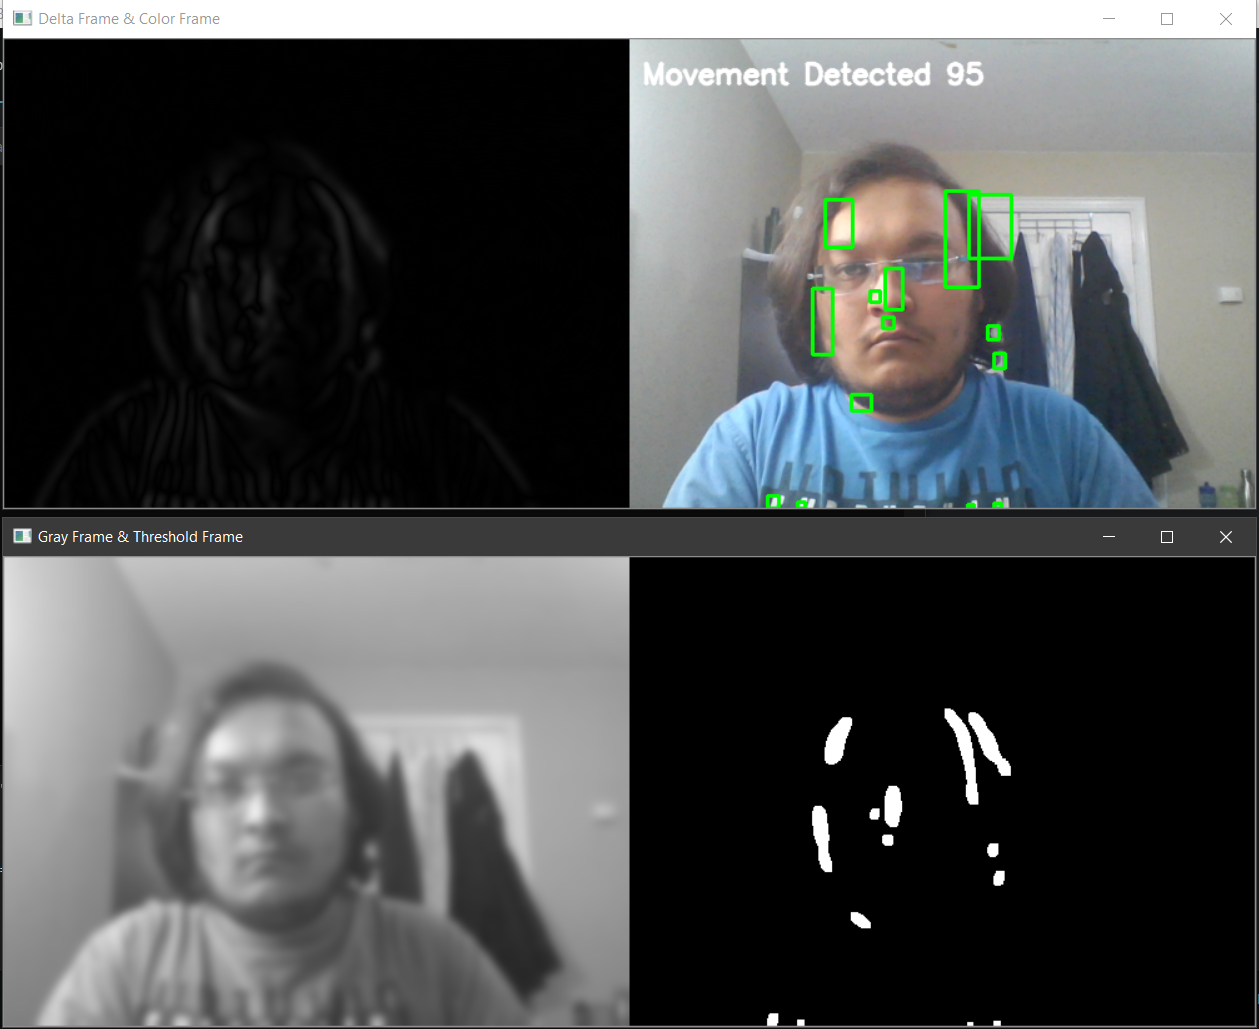 Delta Frame & Color Frame
Movement Detected 95
Gray Frame & Threshold Frame